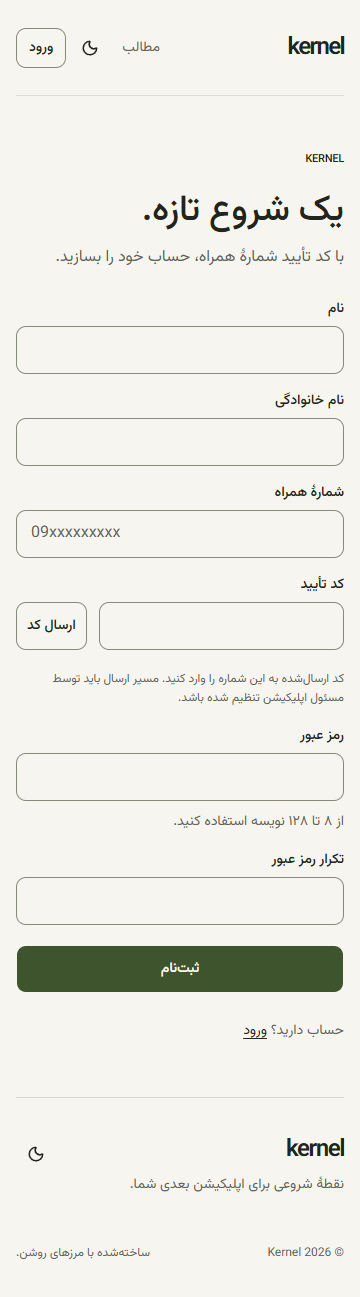 kernel
مطالب
ورود
KERNEL
یک شروع تازه.
با کد تأیید شمارهٔ همراه، حساب خود را بسازید.
نام
نام خانوادگی
شمارهٔ همراه
09xxxxxxxxx
کد تأیید
ارسال کد
کد ارسال‌شده به این شماره را وارد کنید. مسیر ارسال باید توسط
مسئول اپلیکیشن تنظیم شده باشد.
رمز عبور
از ۸ تا ۱۲۸ نویسه استفاده کنید.
تکرار رمز عبور
ثبت‌نام
حساب دارید؟ ورود
kernel
نقطهٔ شروعی برای اپلیکیشن بعدی شما.
© 2026 Kernel
ساخته‌شده با مرزهای روشن.